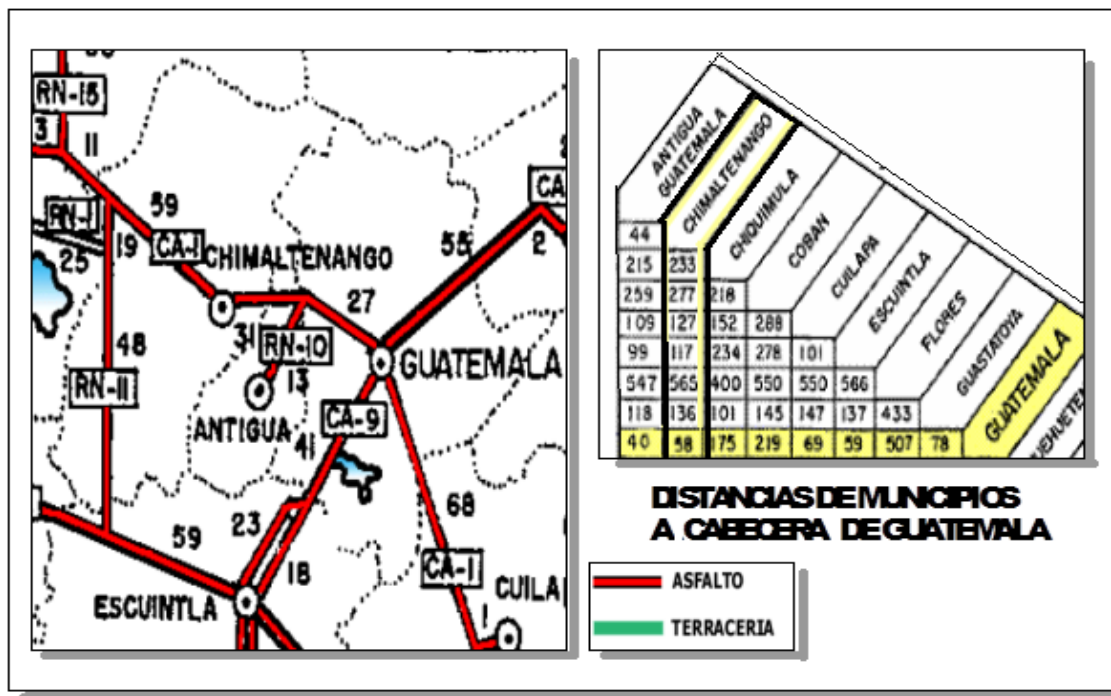 RN-15
3
11
RN-1
59
CA-1
25
19
CHIMALTENANGO
27
55
CA
2
31
RN-10
48
13
RN-11
GUATEMALA
ANTIGUA
CA-9
41
68
23
59
18
CA-1
ESCUINTLA
CUILA
1
ANTIGUA
GUATEMALA
CHIMALTENANGO
CHIQUIMULA
COBAN
CUILAPA
ESCUINTLA
FLORES
GUASTATOYA
GUATEMALA
44
215 233
259 277 218
109 127 152 288
99 117 234 278 101
547 565 400 550 550 566
118 136 101 145 147 137 433
40 58 175 219 69 59 507 78
DISTANCIAS DE MUNICIPIOS
A CABECERA DE GUATEMALA
ASFALTO
TERRACERIA